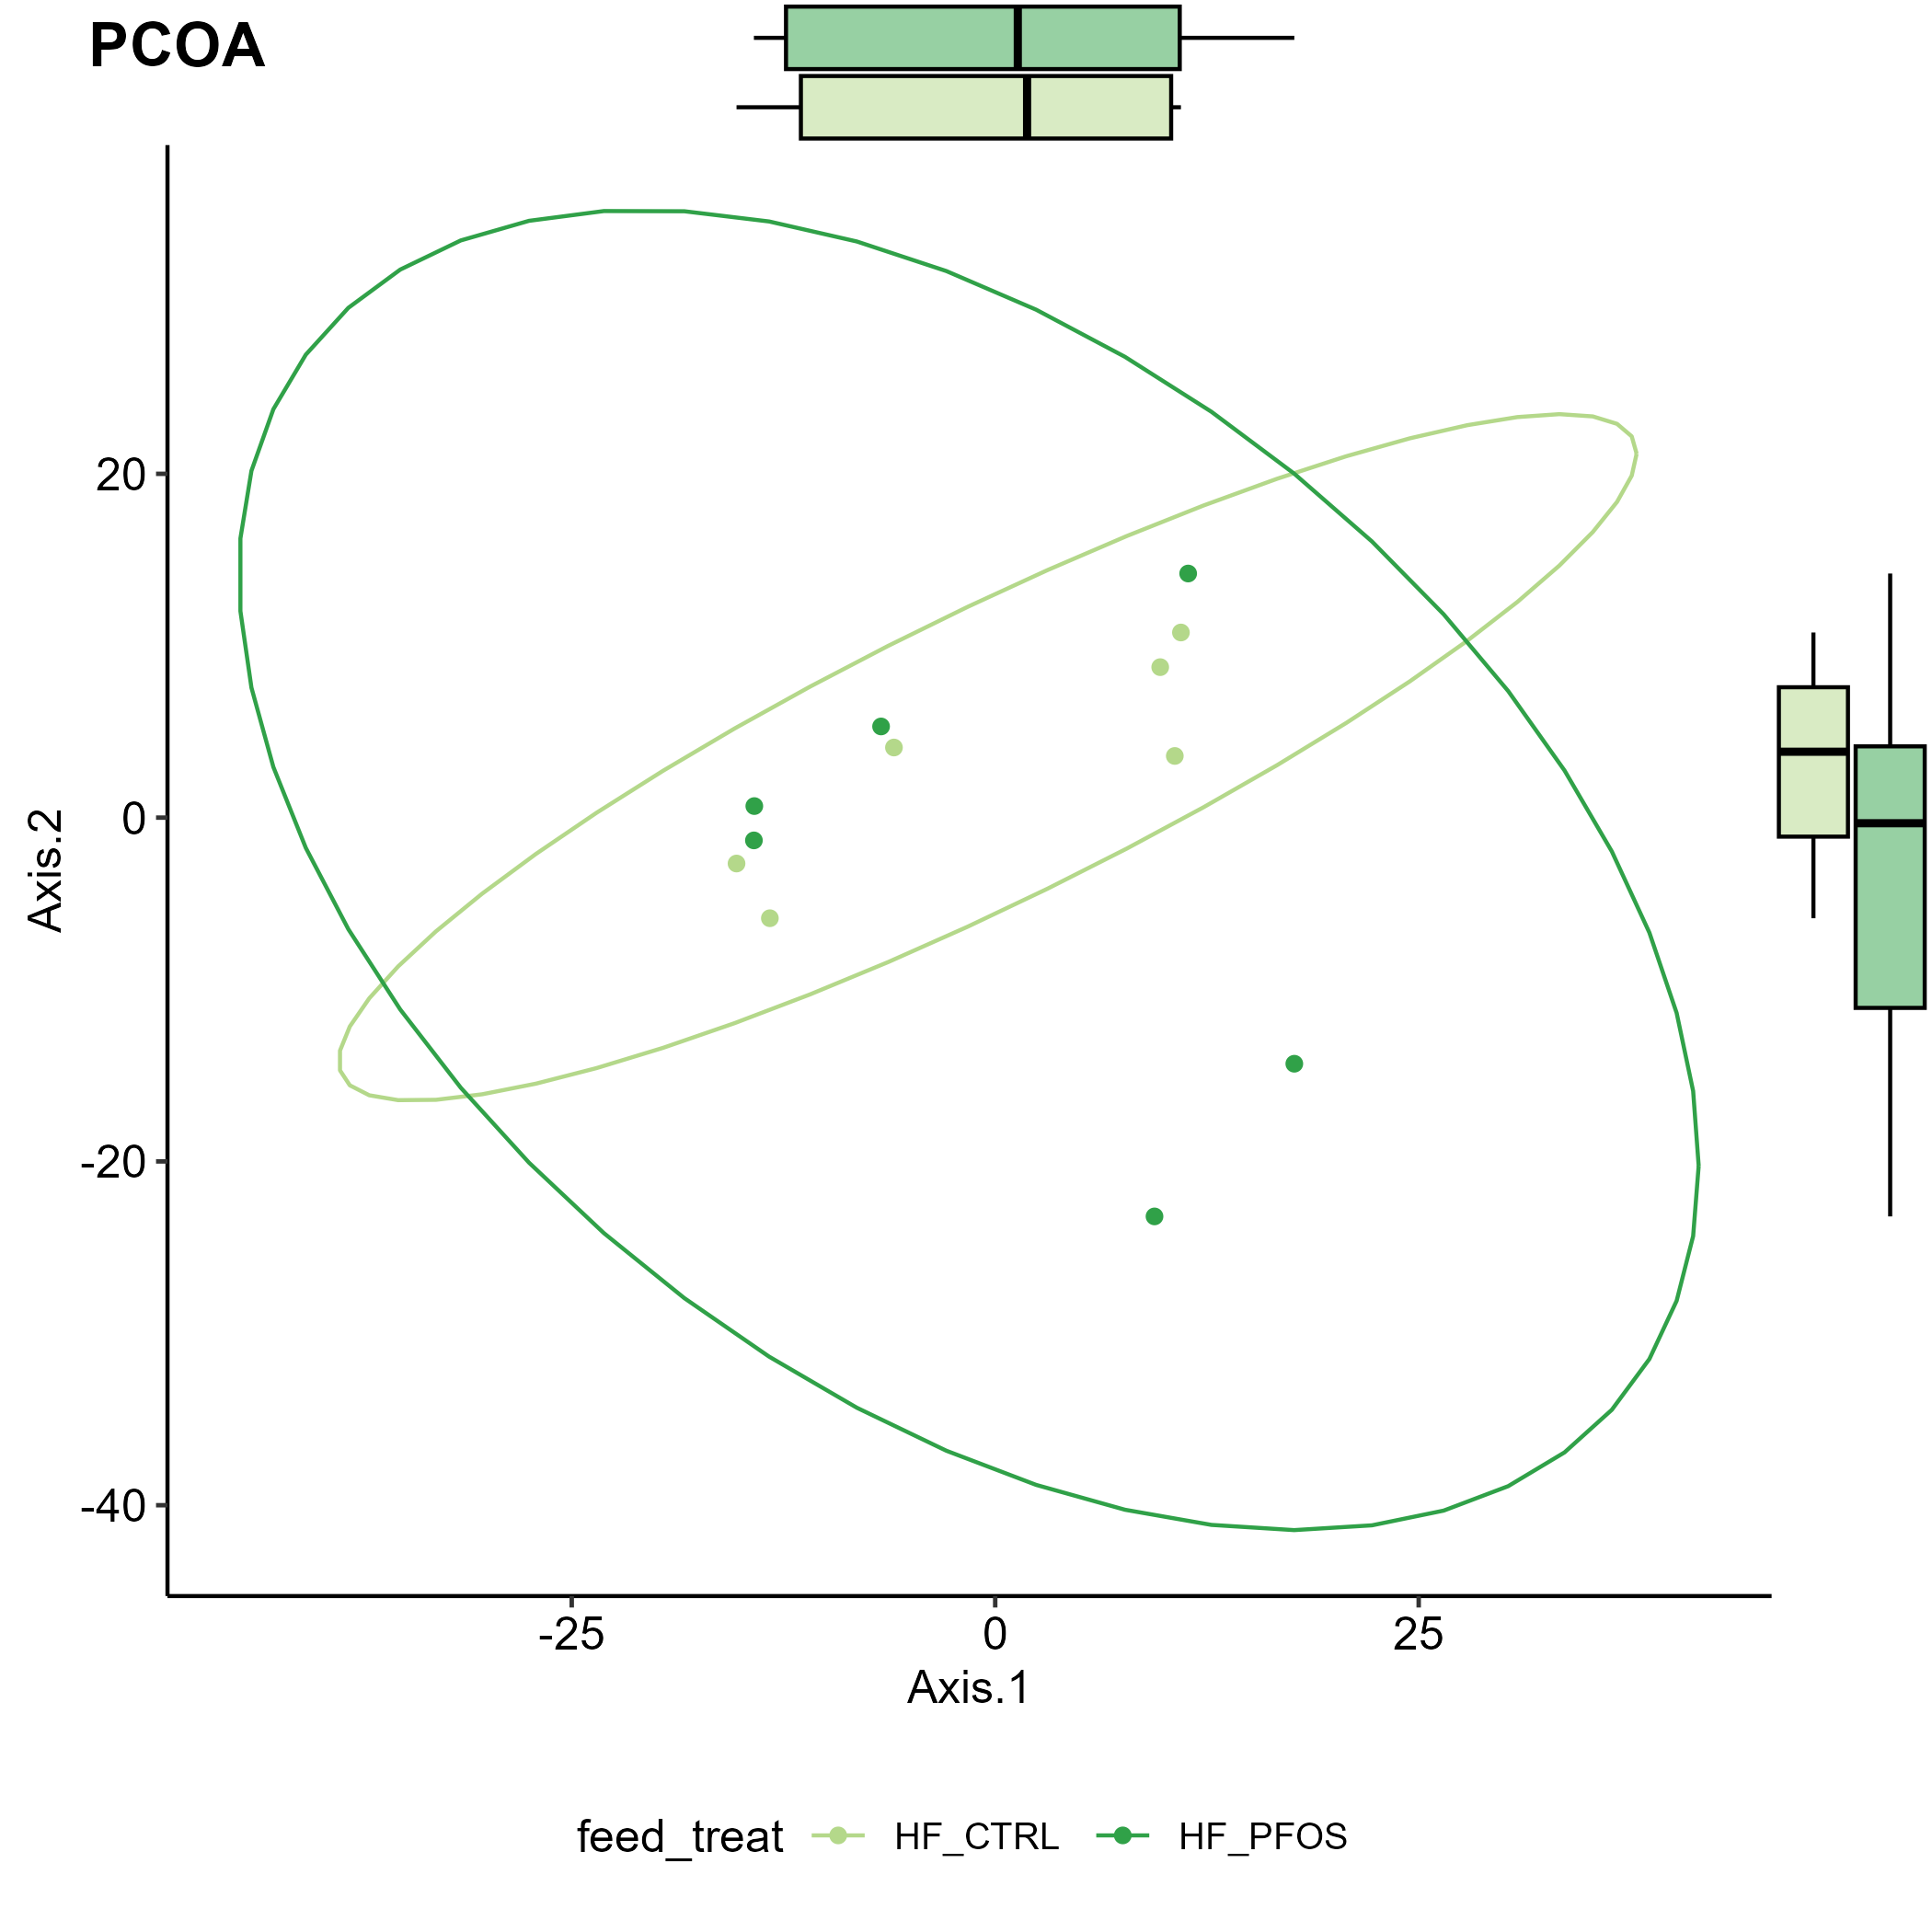 PCOA
20
0
-20
-40
Axis.2
-25 0 25
Axis.1
feed_treat HF_CTRL HF_PFOS